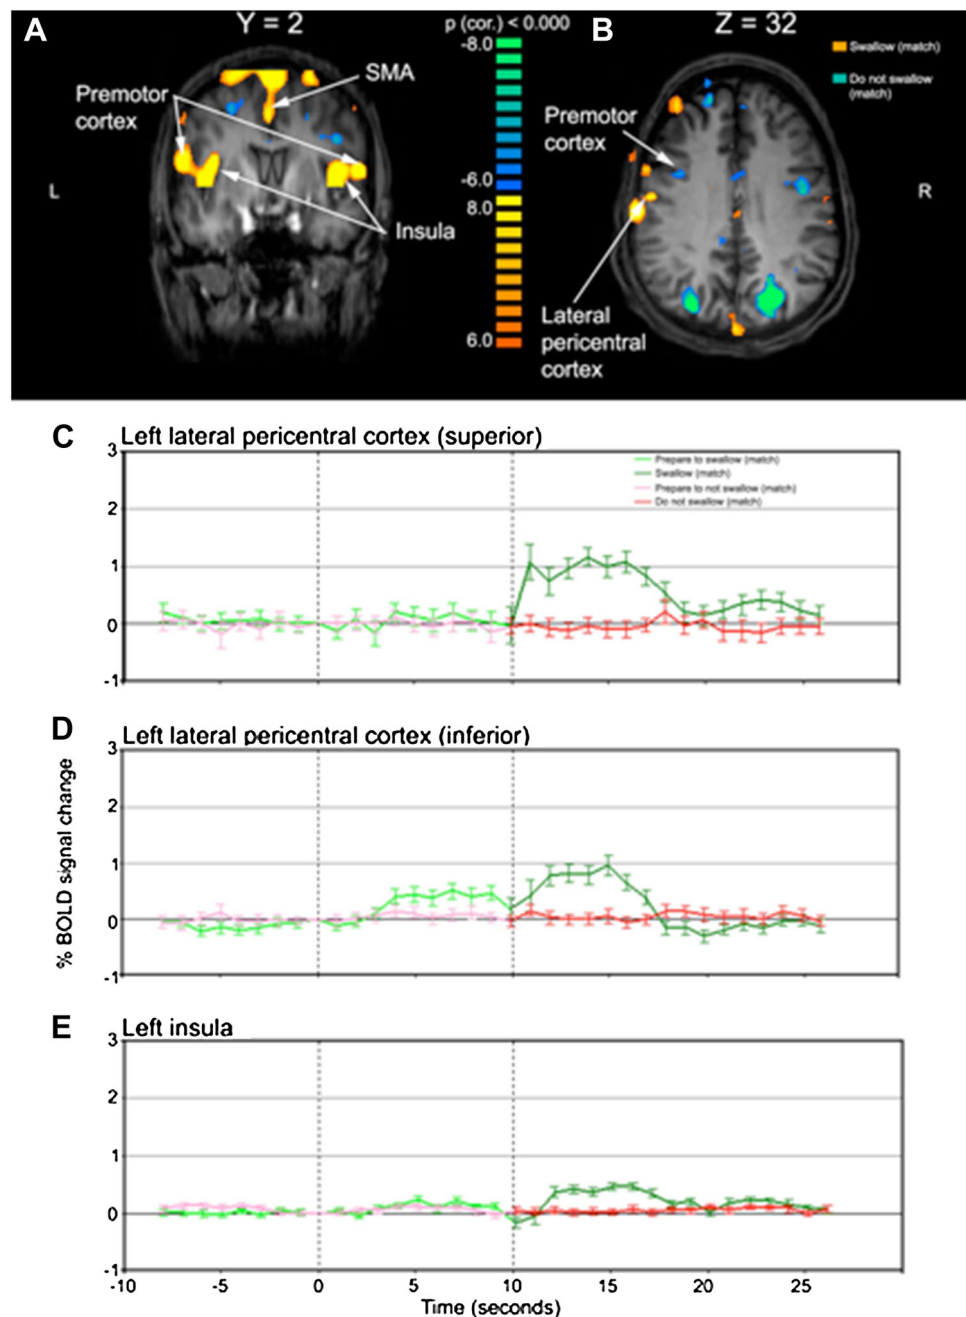 A
Y = 2
p (cor.) < 0.000
B
Z = 32
-8.0
-6.0
8.0
6.0
SMA
Premotor
cortex
L
Insula
Swallow (match)
Do not swallow
(match)
Premotor
cortex
R
Lateral
pericentral
cortex
C
Left lateral pericentral cortex (superior)
Prepare to swallow (match)
Swallow (match)
Prepare to not swallow (match)
Do not swallow (match)
3
2
1
0
-1
D
Left lateral pericentral cortex (inferior)
% BOLD signal change
3
2
1
0
-1
E
Left insula
3
2
1
0
-1
-10 -5 0 5 10 15 20 25
Time (seconds)